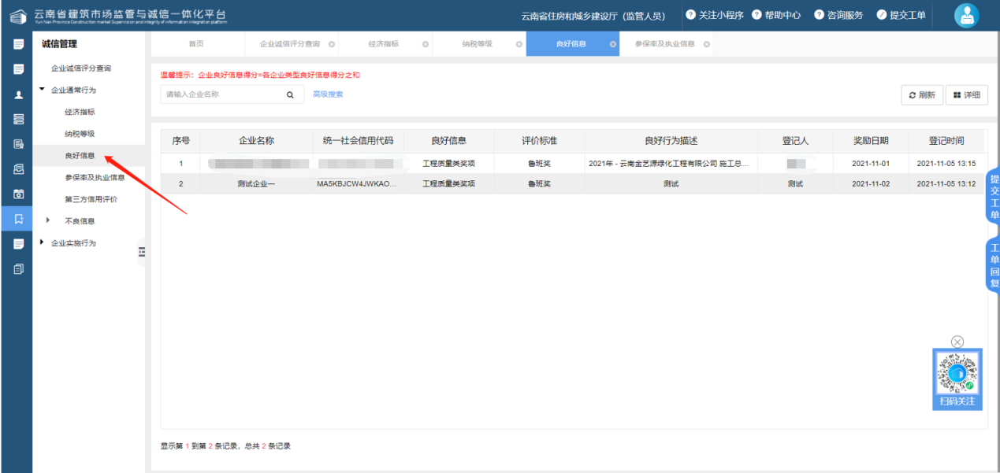 云南省建筑市场监管与诚信一体化平台
Yun Nan Province Construction market Supervision and integrity of information integration platform
云南省住房和城乡建设厅（监管人员） 关注小程序 帮助中心 咨询服务 提交工单
诚信管理
企业诚信评分查询
企业通常行为
经济指标
纳税等级
良好信息
参保率及执业信息
第三方信用评价
不良信息
企业实施行为
首页 企业诚信评分查询 经济指标 纳税等级 良好信息 参保率及执业信息
温馨提示：企业良好信息得分=各企业类型良好信息得分之和
请输入企业名称 高级搜索 刷新 详细
序号 企业名称 统一社会信用代码 良好信息 评价标准 良好行为描述 登记人 奖励日期 登记时间
1 工程质量类奖项 鲁班奖 2021年 - 云南金艺源绿化工程有限公司 施工总... 2021-11-01 2021-11-05 13:15
2 测试企业一 MA5KBJCW4JWKAO... 工程质量类奖项 鲁班奖 测试 测试 2021-11-02 2021-11-05 13:12
显示第 1 到第 2 条记录，总共 2 条记录
提交工单
工单回复
扫码关注